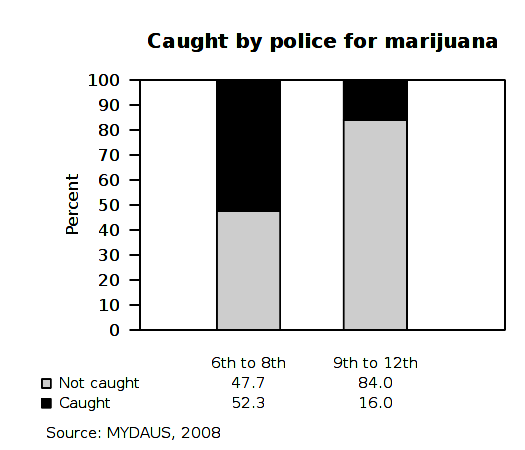 Caught by police for marijuana
100
90
80
70
60
50
40
30
20
10
0
Percent
6th to 8th 9th to 12th
Not caught 47.7 84.0
Caught 52.3 16.0
Source: MYDAUS, 2008